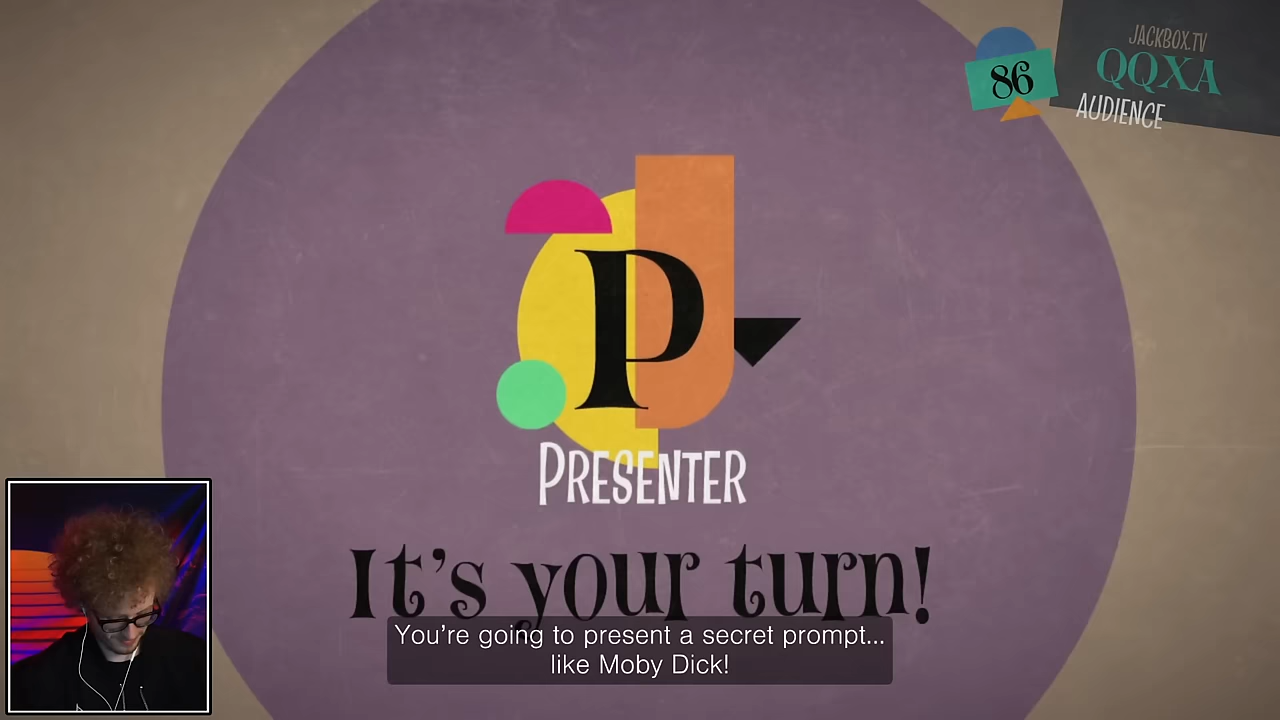 JACKBOX.TV
86
QQXA
AUDIENCE
P
PRESENTER
It's your turn!
You're going to present a secret prompt...
like Moby Dick!